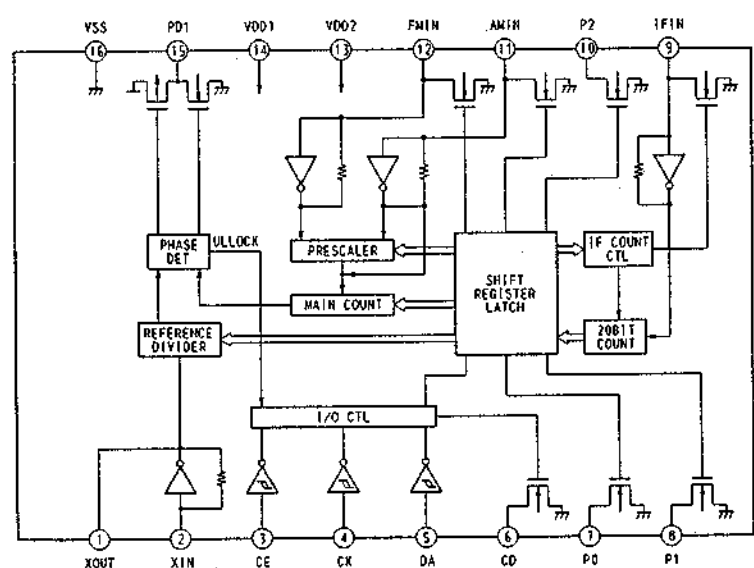 VSS PD1 VDD1 VDD2 FMIN AMIN P2 IFIN
16 15 14 13 12 11 10 9
PHASE DET
ULLOCK
PRESCALER
SHIFT REGISTER LATCH
IF COUNT CTL
MAIN COUNT
REFERENCE DIVIDER
20BIT COUNT
I/O CTL
1 2 3 4 5 6 7 8
XOUT XIN CE CK DA CD P0 P1